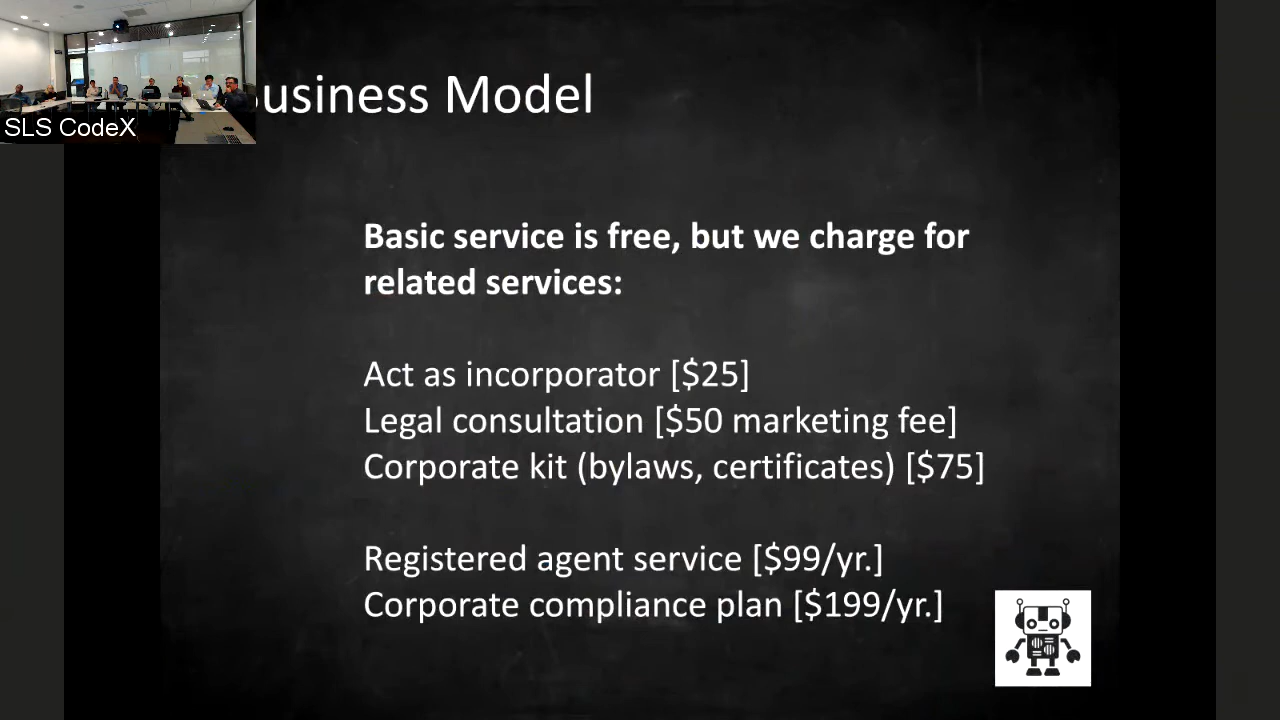 SLS CodeX
usiness Model
Basic service is free, but we charge for
related services:
Act as incorporator [$25]
Legal consultation [$50 marketing fee]
Corporate kit (bylaws, certificates) [$75]
Registered agent service [$99/yr.]
Corporate compliance plan [$199/yr.]